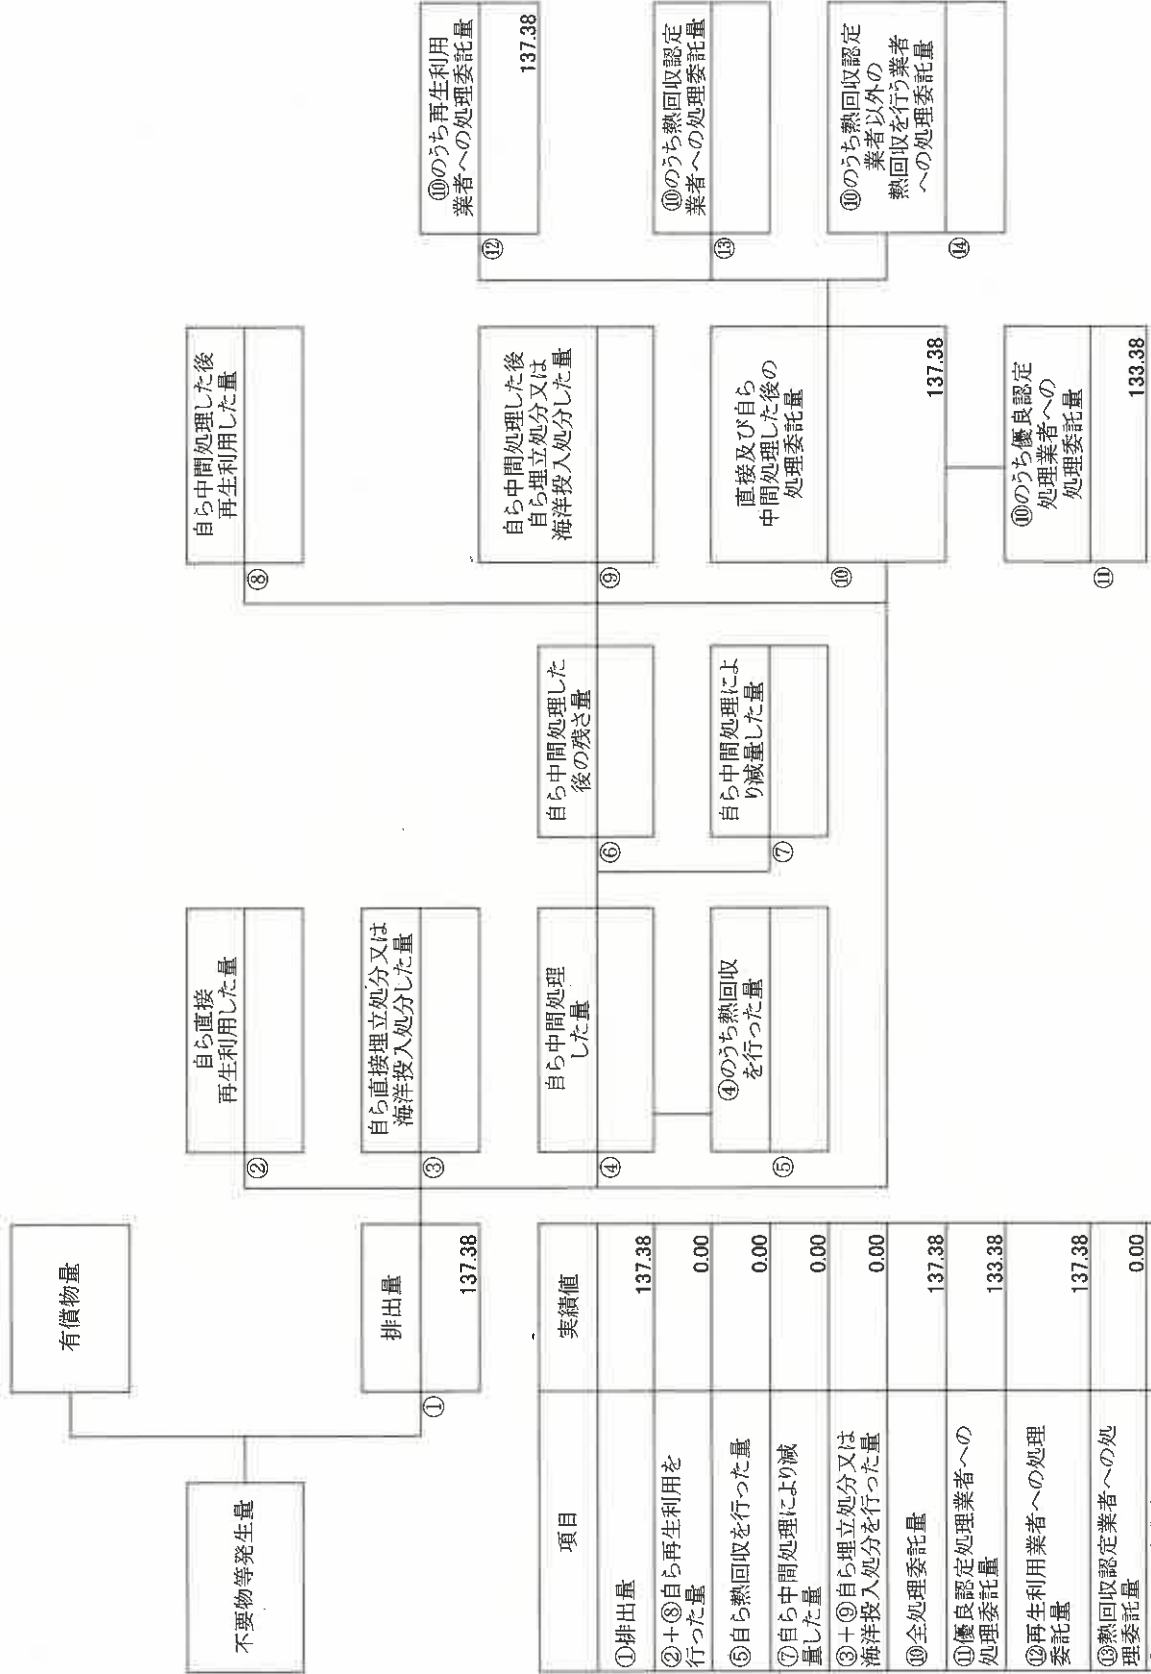 不要物等発生量
有償物量
排出量
①
137.38
自ら直接
再生利用した量
②
自ら直接埋立処分又は
海洋投入処分した量
③
自ら中間処理
した量
④
④のうち熱回収
を行った量
⑤
自ら中間処理した
後の残さ量
⑥
自ら中間処理によ
り減量した量
⑦
自ら中間処理した後
再生利用した量
⑧
自ら中間処理した後
自ら埋立処分又は
海洋投入処分した量
⑨
直接及び自ら
中間処理した後の
処理委託量
⑩
137.38
⑩のうち優良認定
処理業者への
処理委託量
⑪
133.38
⑩のうち再生利用
業者への処理委託量
⑫
137.38
⑩のうち熱回収認定
業者への処理委託量
⑬
⑩のうち熱回収認定
業者以外の
熱回収を行う業者
への処理委託量
⑭
項目 実績値
①排出量 137.38
②+⑧自ら再生利用を
行った量 0.00
⑤自ら熱回収を行った量 0.00
⑦自ら中間処理により減
量した量 0.00
③+⑨自ら埋立処分又は
海洋投入処分を行った量 0.00
⑩全処理委託量 137.38
⑪優良認定処理業者への
処理委託量 133.38
⑫再生利用業者への処理
委託量 137.38
⑬熱回収認定業者への処
理委託量 0.00